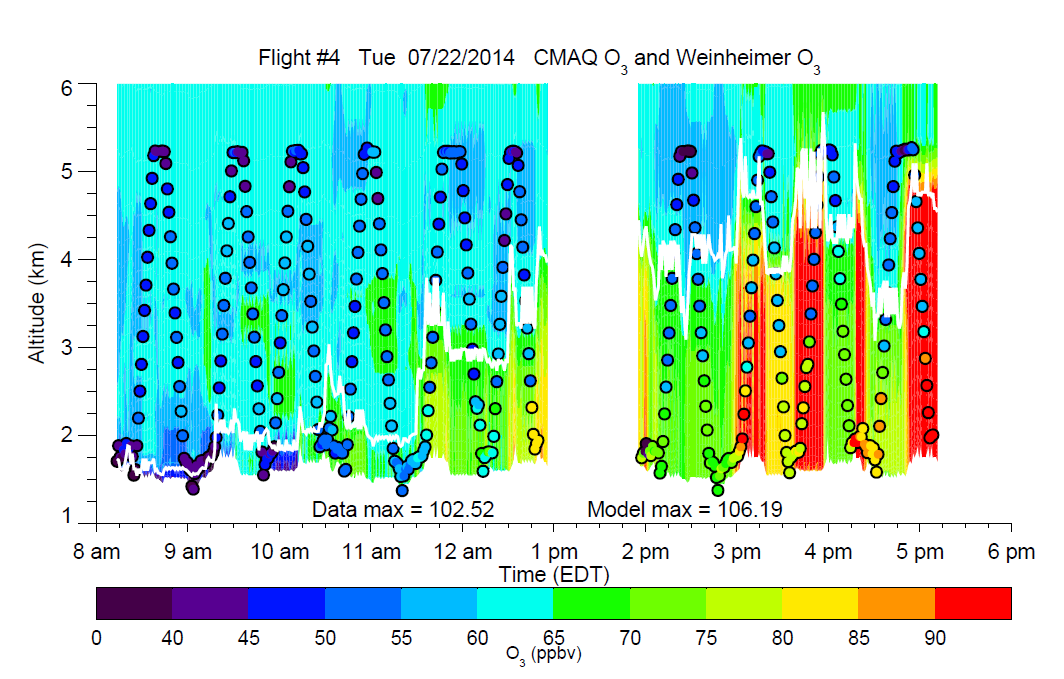 Flight #4 Tue 07/22/2014 CMAQ O3 and Weinheimer O3
6
5
4
3
2
1
Altitude (km)
Data max = 102.52 Model max = 106.19
8 am 9 am 10 am 11 am 12 am 1 pm 2 pm 3 pm 4 pm 5 pm 6 pm
Time (EDT)
0 40 45 50 55 60 65 70 75 80 85 90
O3 (ppbv)